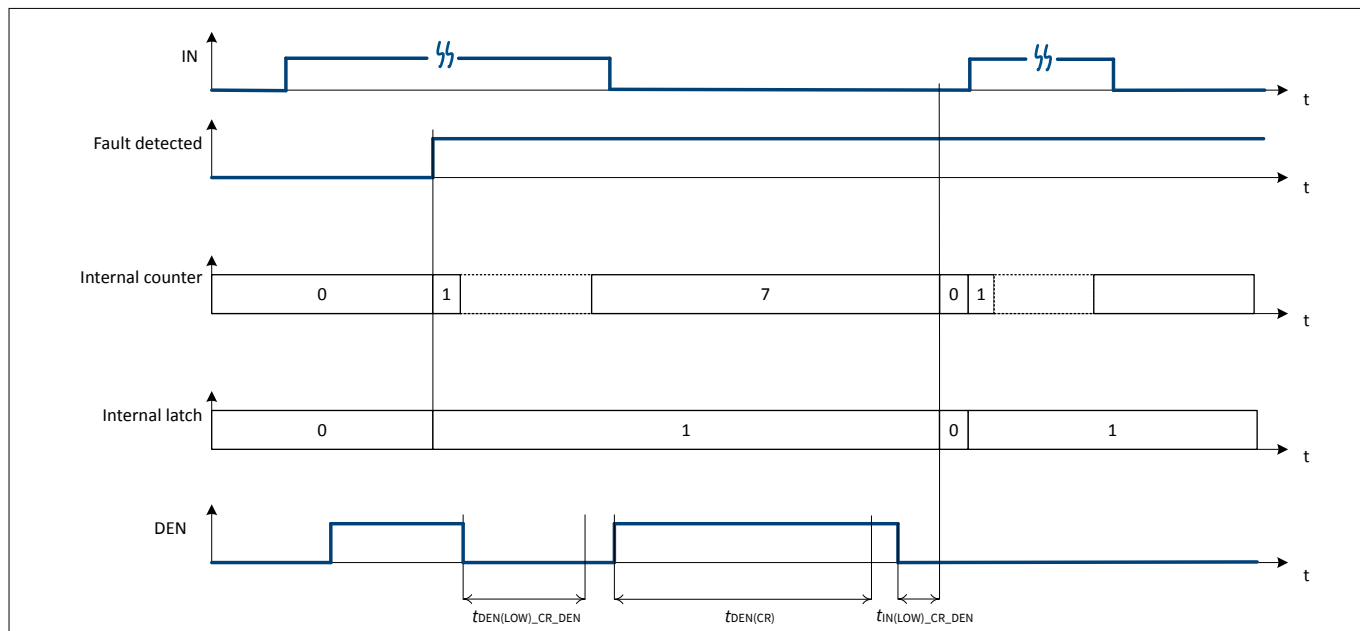 IN
t
Fault detected
t
Internal counter
0 1 7 0 1
t
Internal latch
0 1 0 1
t
DEN
t
tDEN(LOW)_CR_DEN tDEN(CR) tIN(LOW)_CR_DEN